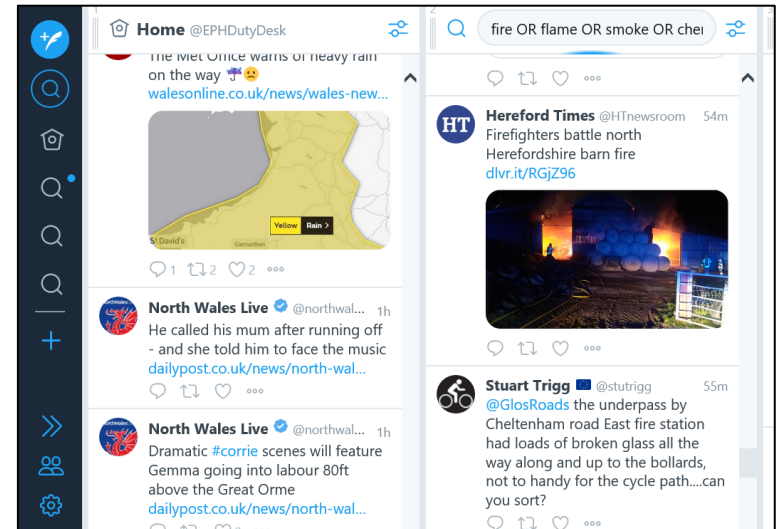 1
Home @EPHDutyDesk
The Met Office warns of heavy rain
on the way ☔😕
walesonline.co.uk/news/wales-new...
Yellow Rain >
St David's
Carmarthen
1 2 2
North Wales Live @northwal... 1h
He called his mum after running off
- and she told him to face the music
dailypost.co.uk/news/north-wal...
North Wales Live @northwal... 1h
Dramatic #corrie scenes will feature
Gemma going into labour 80ft
above the Great Orme
dailypost.co.uk/news/north-wal...
2
fire OR flame OR smoke OR che
HT
Hereford Times @HTnewsroom 54m
Firefighters battle north
Herefordshire barn fire
dlvr.it/RGjZ96
Stuart Trigg 🇪🇺 @stutrigg 55m
@GlosRoads the underpass by
Cheltenham road East fire station
had loads of broken glass all the
way along and up to the bollards,
not to handy for the cycle path....can
you sort?
3